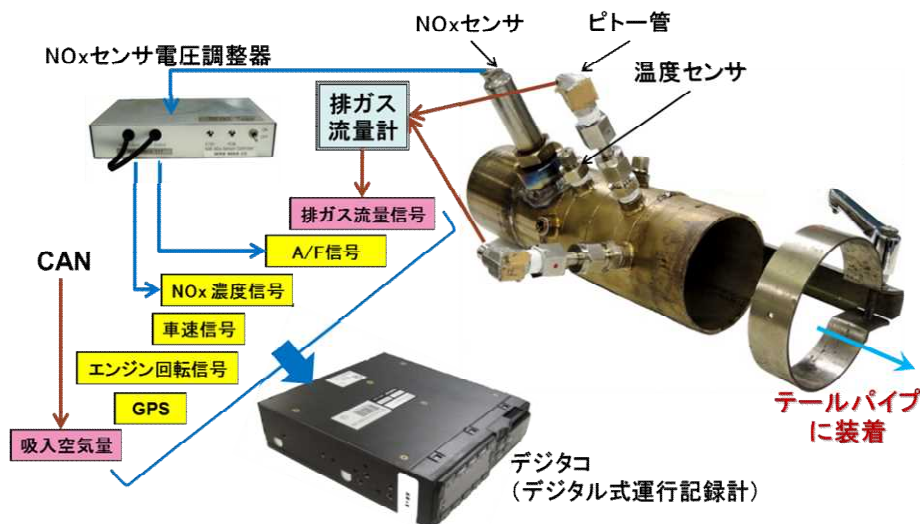 NOxセンサ
ピトー管
NOxセンサ電圧調整器
温度センサ
排ガス
流量計
排ガス流量信号
A/F信号
CAN
NOx 濃度信号
車速信号
エンジン回転信号
GPS
吸入空気量
テールパイプ
に装着
デジタコ
(デジタル式運行記録計)